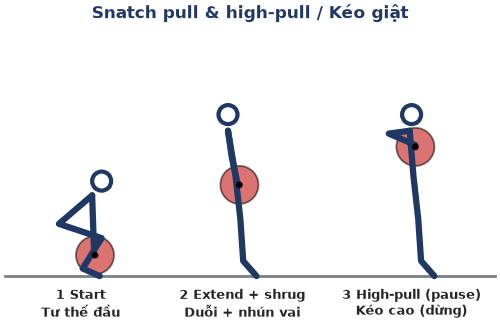 Snatch pull & high-pull / Kéo giật
1 Start
Tư thế đầu
2 Extend + shrug
Duỗi + nhún vai
3 High-pull (pause)
Kéo cao (dừng)